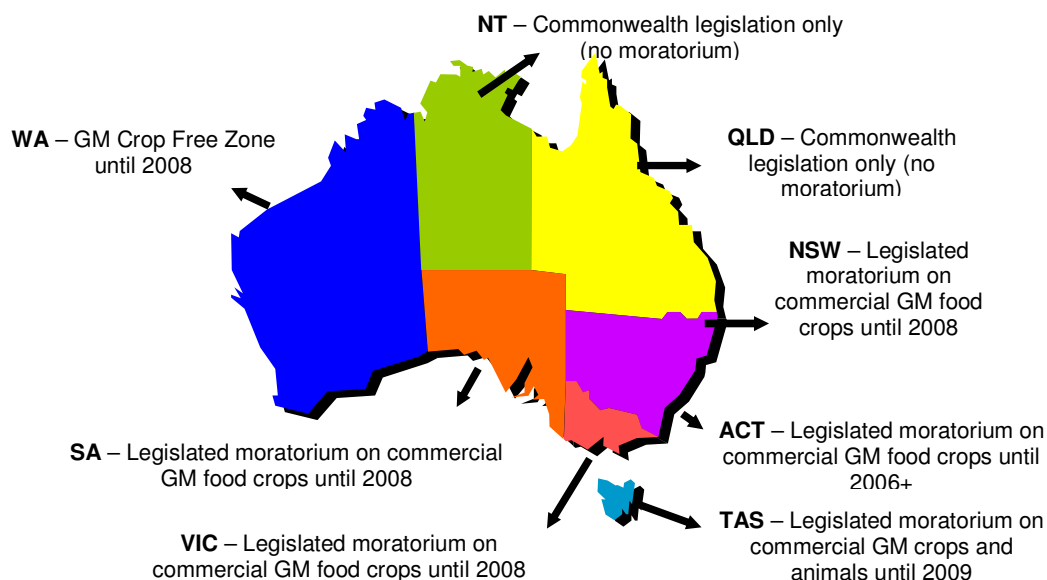 NT – Commonwealth legislation only
(no moratorium)
WA – GM Crop Free Zone
until 2008
QLD – Commonwealth
legislation only (no
moratorium)
NSW – Legislated
moratorium on
commercial GM food
crops until 2008
SA – Legislated moratorium on commercial
GM food crops until 2008
ACT – Legislated moratorium on
commercial GM food crops until
2006+
VIC – Legislated moratorium on
commercial GM food crops until 2008
TAS – Legislated moratorium on
commercial GM crops and
animals until 2009